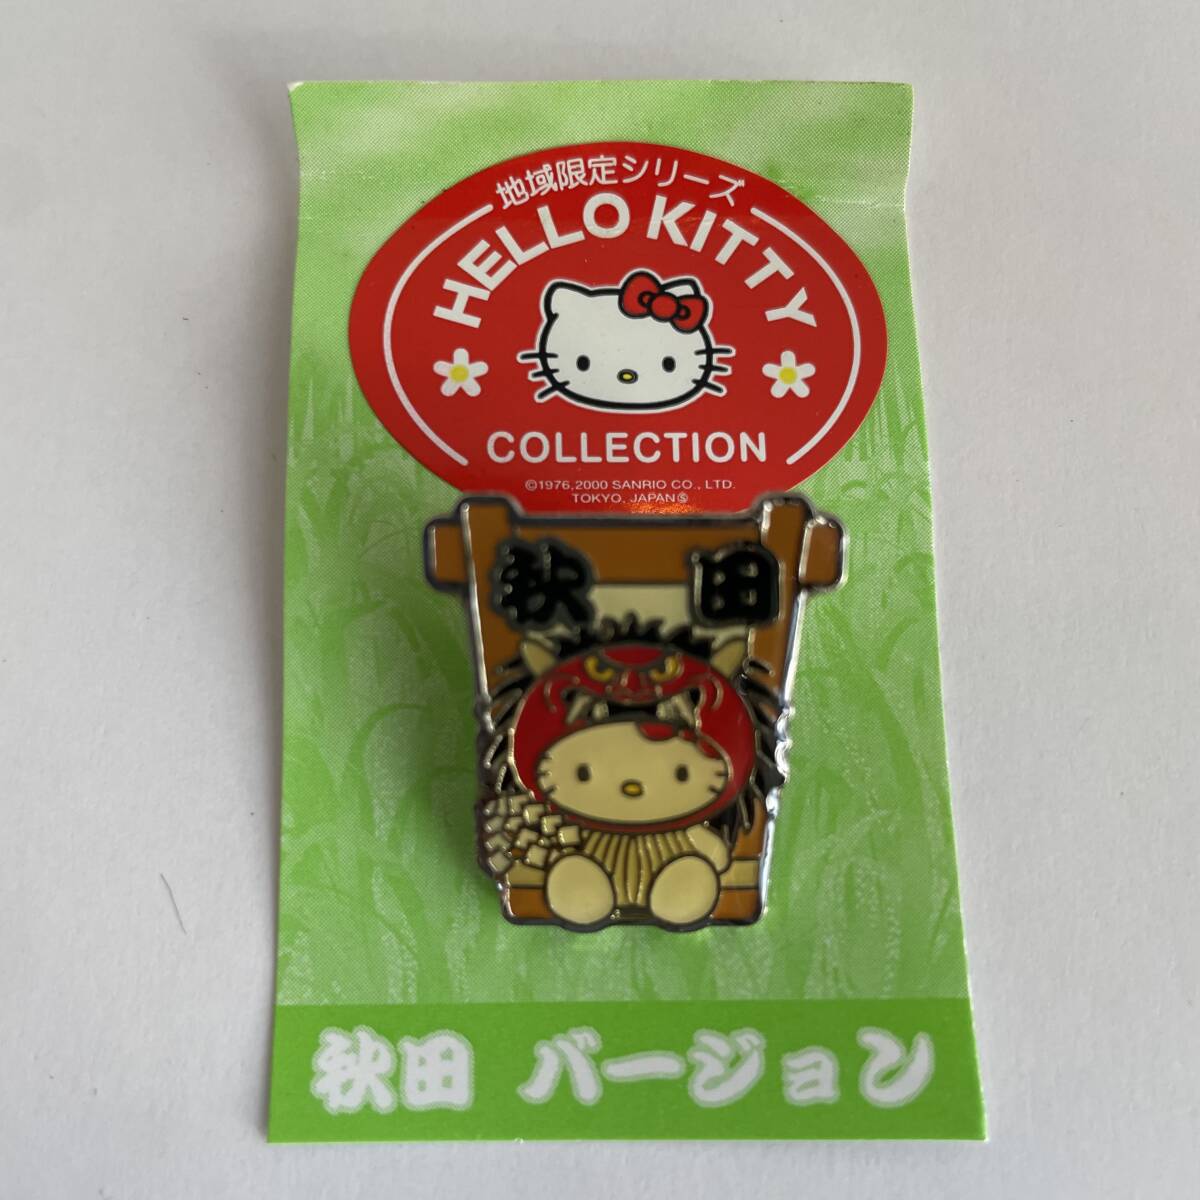 地域限定シリーズ
HELLO KITTY
COLLECTION
©1976,2000 SANRIO CO., LTD.
TOKYO, JAPAN Ⓢ
秋田
秋田 バージョン